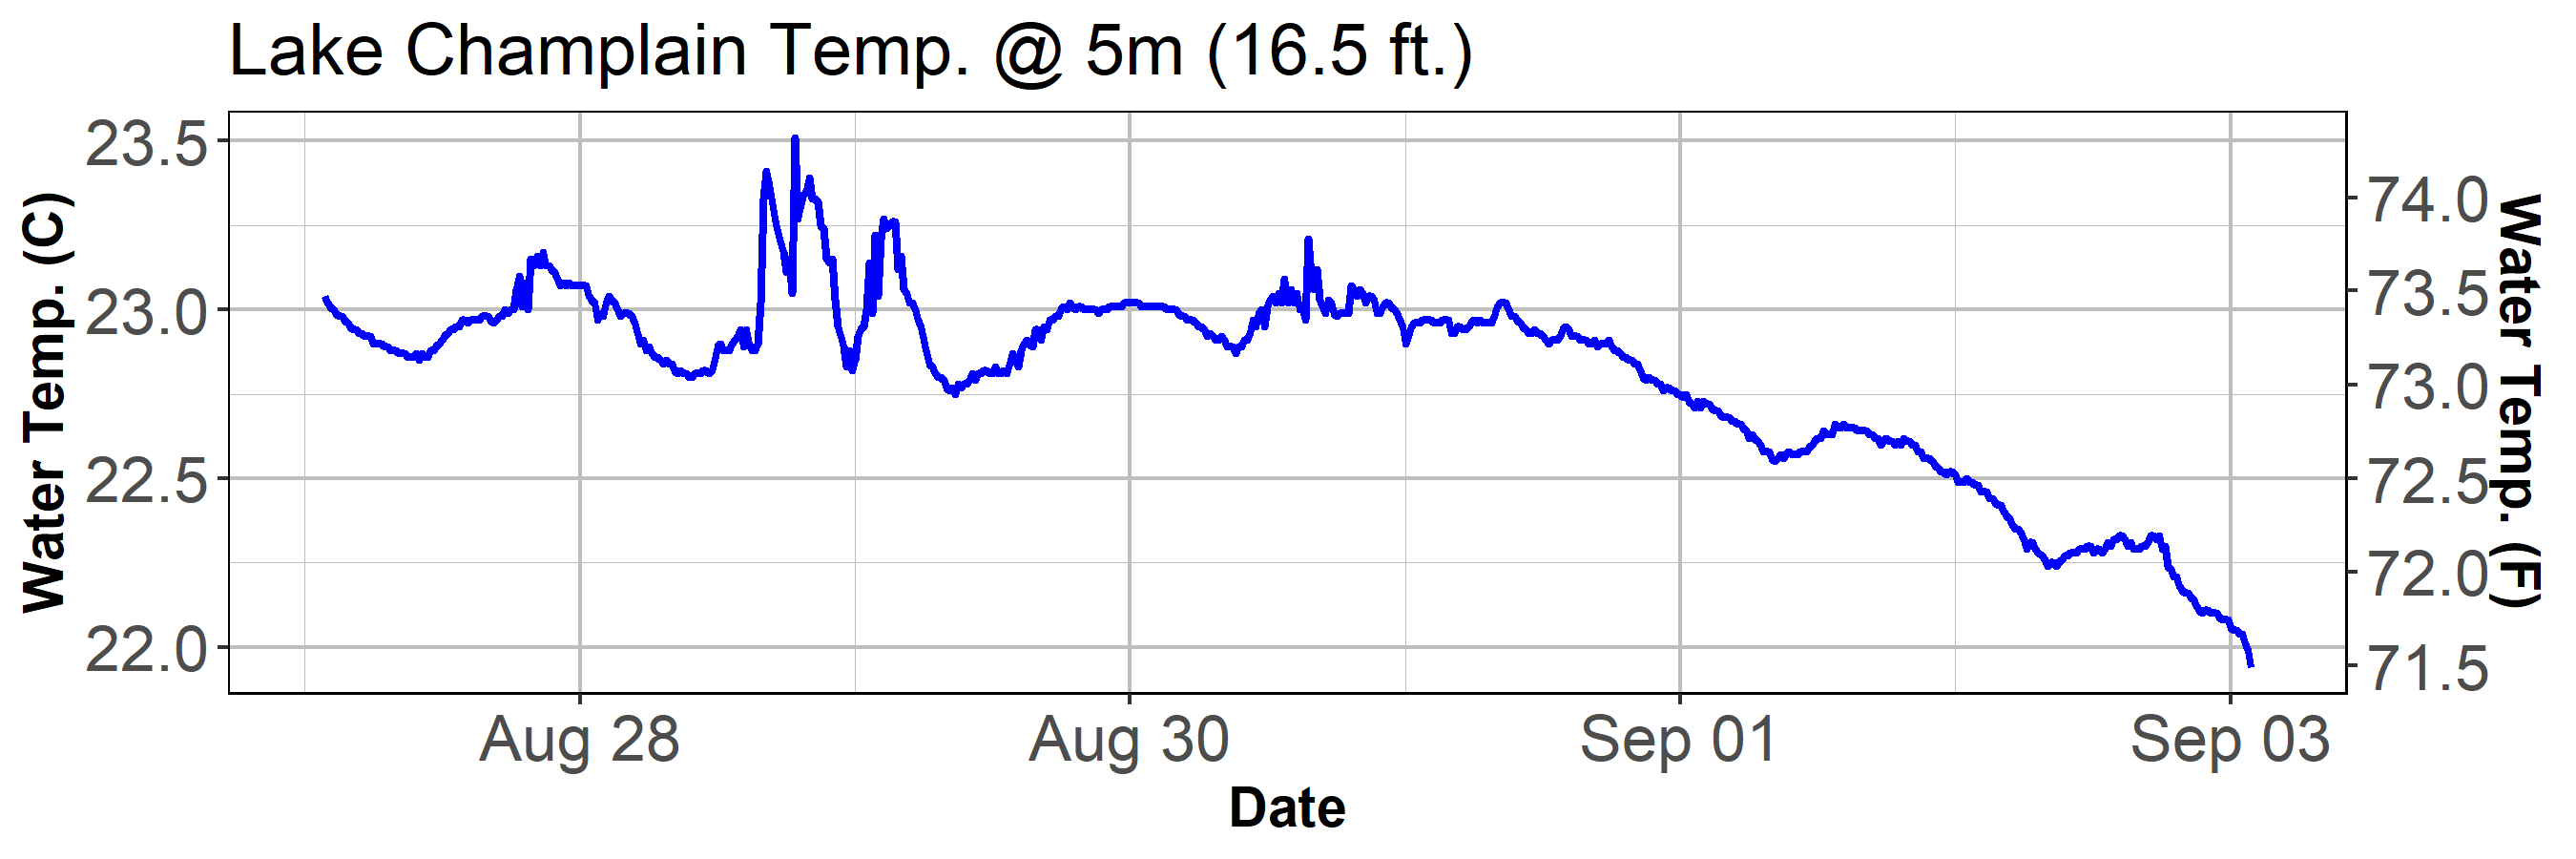 Lake Champlain Temp. @ 5m (16.5 ft.)
Water Temp. (C)
23.5
23.0
22.5
22.0
74.0
73.5
73.0
72.5
72.0
71.5
Water Temp. (F)
Aug 28
Aug 30
Sep 01
Sep 03
Date